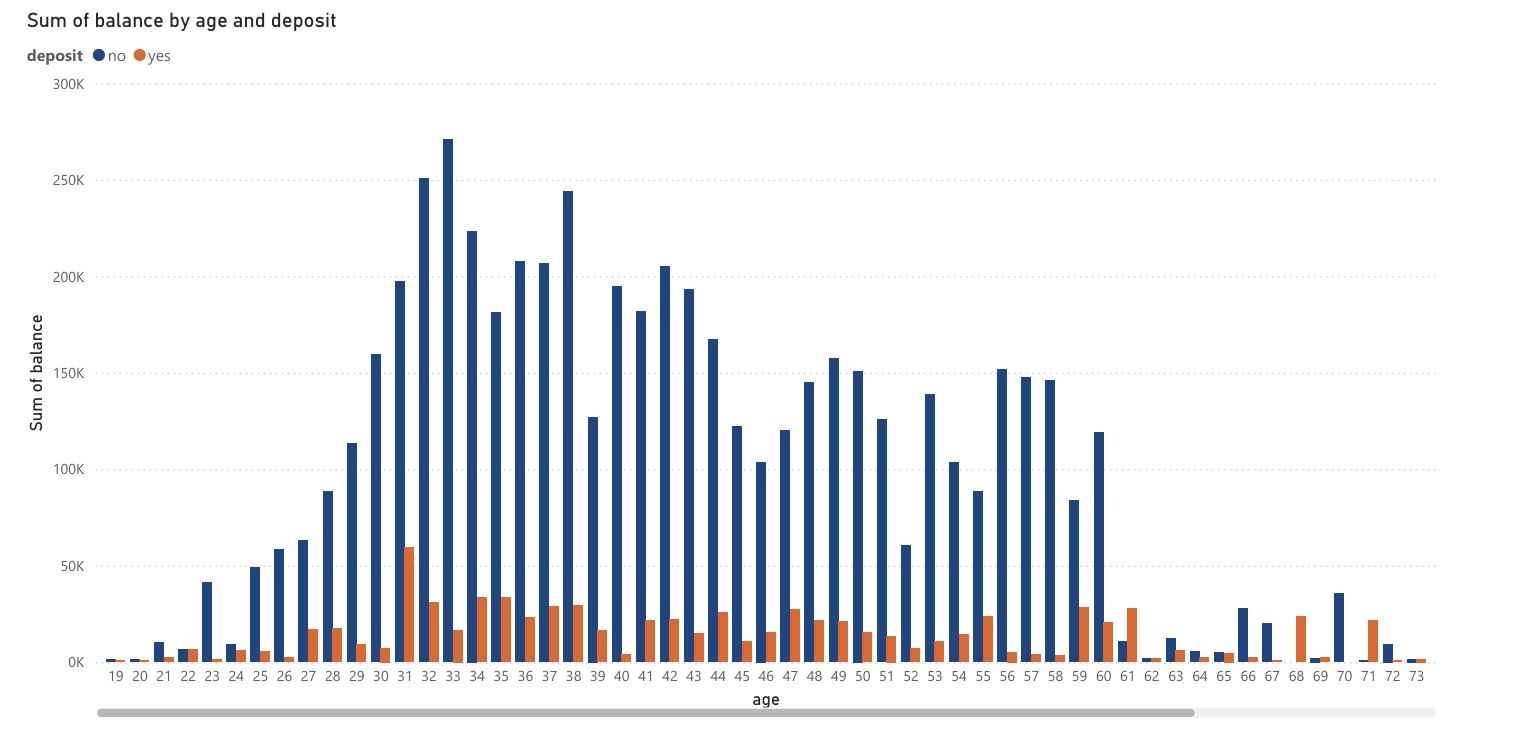 Sum of balance by age and deposit
deposit no yes
300K
250K
200K
150K
100K
50K
0K
Sum of balance
19 20 21 22 23 24 25 26 27 28 29 30 31 32 33 34 35 36 37 38 39 40 41 42 43 44 45 46 47 48 49 50 51 52 53 54 55 56 57 58 59 60 61 62 63 64 65 66 67 68 69 70 71 72 73
age